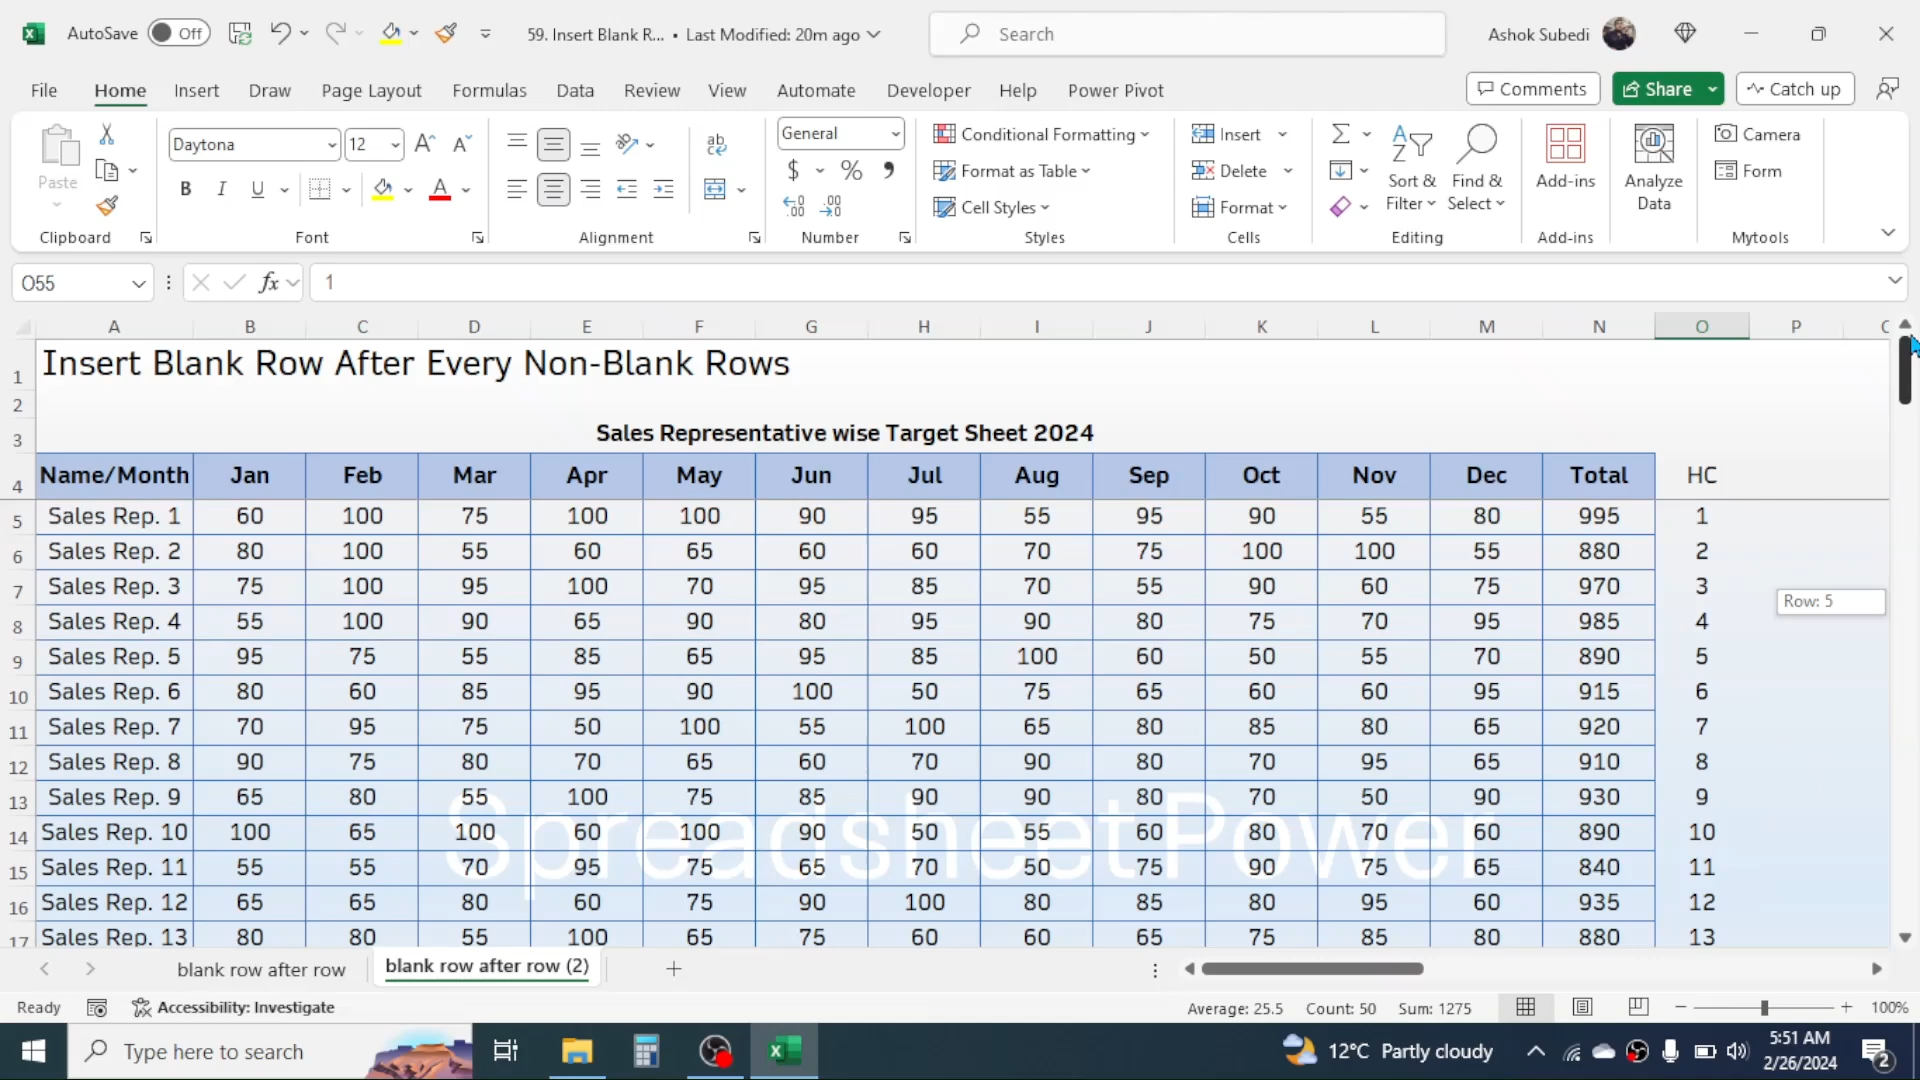 AutoSave Off 59. Insert Blank R... • Last Modified: 20m ago Search Ashok Subedi
File Home Insert Draw Page Layout Formulas Data Review View Automate Developer Help Power Pivot Comments Share Catch up
Paste Daytona 12 General Conditional Formatting Insert Camera
B I U $ % Format as Table Delete Sort & Find & Add-ins Analyze Form
Cell Styles Format Filter Select Data
Clipboard Font Alignment Number Styles Cells Editing Add-ins Mytools
O55 fx 1
A B C D E F G H I J K L M N O P
1 Insert Blank Row After Every Non-Blank Rows
2
3 Sales Representative wise Target Sheet 2024
4 Name/Month Jan Feb Mar Apr May Jun Jul Aug Sep Oct Nov Dec Total HC
5 Sales Rep. 1 60 100 75 100 100 90 95 55 95 90 55 80 995 1
6 Sales Rep. 2 80 100 55 60 65 60 60 70 75 100 100 55 880 2
7 Sales Rep. 3 75 100 95 100 70 95 85 70 55 90 60 75 970 3
Row: 5
8 Sales Rep. 4 55 100 90 65 90 80 95 90 80 75 70 95 985 4
9 Sales Rep. 5 95 75 55 85 65 95 85 100 60 50 55 70 890 5
10 Sales Rep. 6 80 60 85 95 90 100 50 75 65 60 60 95 915 6
11 Sales Rep. 7 70 95 75 50 100 55 100 65 80 85 80 65 920 7
12 Sales Rep. 8 90 75 80 70 65 60 70 90 80 70 95 65 910 8
13 Sales Rep. 9 65 80 55 100 75 85 90 90 80 70 50 90 930 9
SpreadsheetPower
14 Sales Rep. 10 100 65 100 60 100 90 50 55 60 80 70 60 890 10
15 Sales Rep. 11 55 55 70 95 75 65 70 50 75 90 75 65 840 11
16 Sales Rep. 12 65 65 80 60 75 90 100 80 85 80 95 60 935 12
17 Sales Rep. 13 80 80 55 100 65 75 60 60 65 75 85 80 880 13
blank row after row blank row after row (2)
Ready Accessibility: Investigate Average: 25.5 Count: 50 Sum: 1275 100%
Type here to search 12°C Partly cloudy 5:51 AM
2/26/2024 2